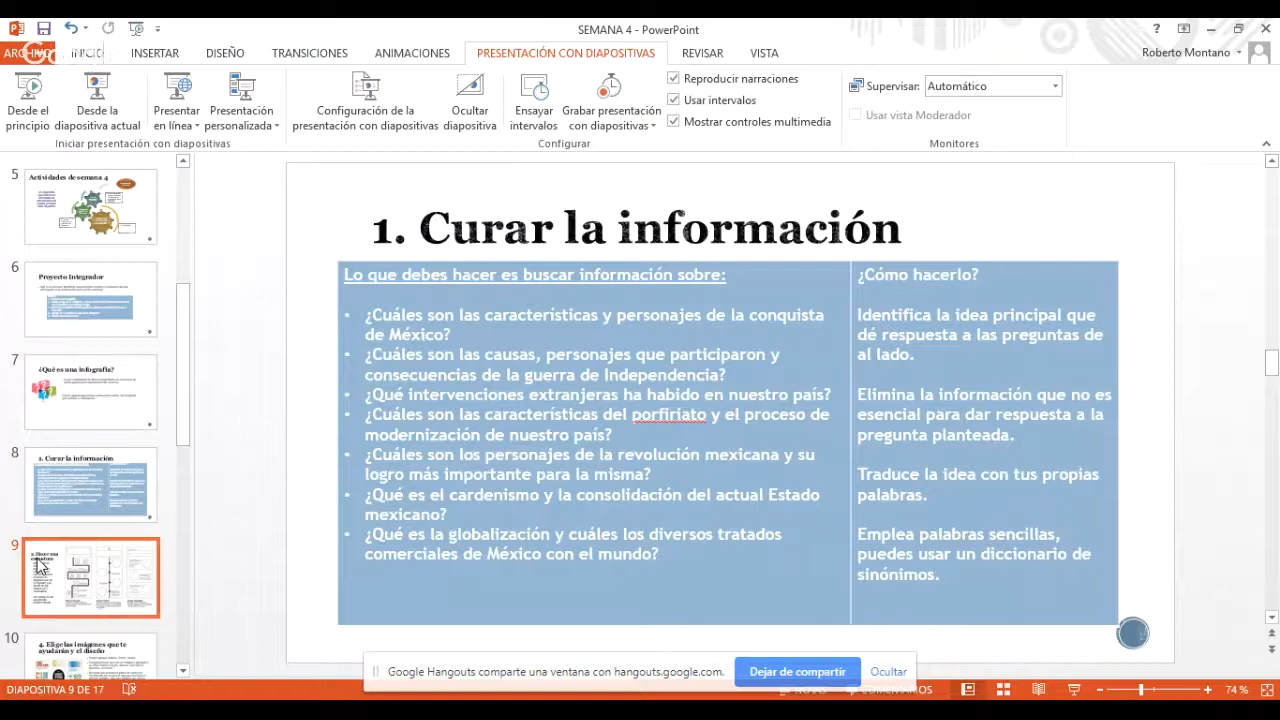 SEMANA 4 - PowerPoint
ARCHIVO INICIO INSERTAR DISEÑO TRANSICIONES ANIMACIONES PRESENTACIÓN CON DIAPOSITIVAS REVISAR VISTA
Roberto Montano
Desde el principio
Desde la diapositiva actual
Presentar en línea
Presentación personalizada
Configuración de la presentación con diapositivas
Ocultar diapositiva
Ensayar intervalos
Grabar presentación con diapositivas
Reproducir narraciones
Usar intervalos
Mostrar controles multimedia
Supervisar: Automático
Usar vista Moderador
Iniciar presentación con diapositivas
Configurar
Monitores
5
Actividades de semana 4
6
Proyecto Integrador
7
¿Qué es una infografía?
8
1. Curar la información
9
10
4. Elige las imágenes que te
ayudarán y el diseño
1. Curar la información
Lo que debes hacer es buscar información sobre:
• ¿Cuáles son las características y personajes de la conquista
de México?
• ¿Cuáles son las causas, personajes que participaron y
consecuencias de la guerra de Independencia?
• ¿Qué intervenciones extranjeras ha habido en nuestro país?
• ¿Cuáles son las características del porfiriato y el proceso de
modernización de nuestro país?
• ¿Cuáles son los personajes de la revolución mexicana y su
logro más importante para la misma?
• ¿Qué es el cardenismo y la consolidación del actual Estado
mexicano?
• ¿Qué es la globalización y cuáles los diversos tratados
comerciales de México con el mundo?
¿Cómo hacerlo?
Identifica la idea principal que
dé respuesta a las preguntas de
al lado.
Elimina la información que no es
esencial para dar respuesta a la
pregunta planteada.
Traduce la idea con tus propias
palabras.
Emplea palabras sencillas,
puedes usar un diccionario de
sinónimos.
Google Hangouts comparte una ventana con hangouts.google.com.
Dejar de compartir
Ocultar
DIAPOSITIVA 9 DE 17
COMENTARIOS
74 %